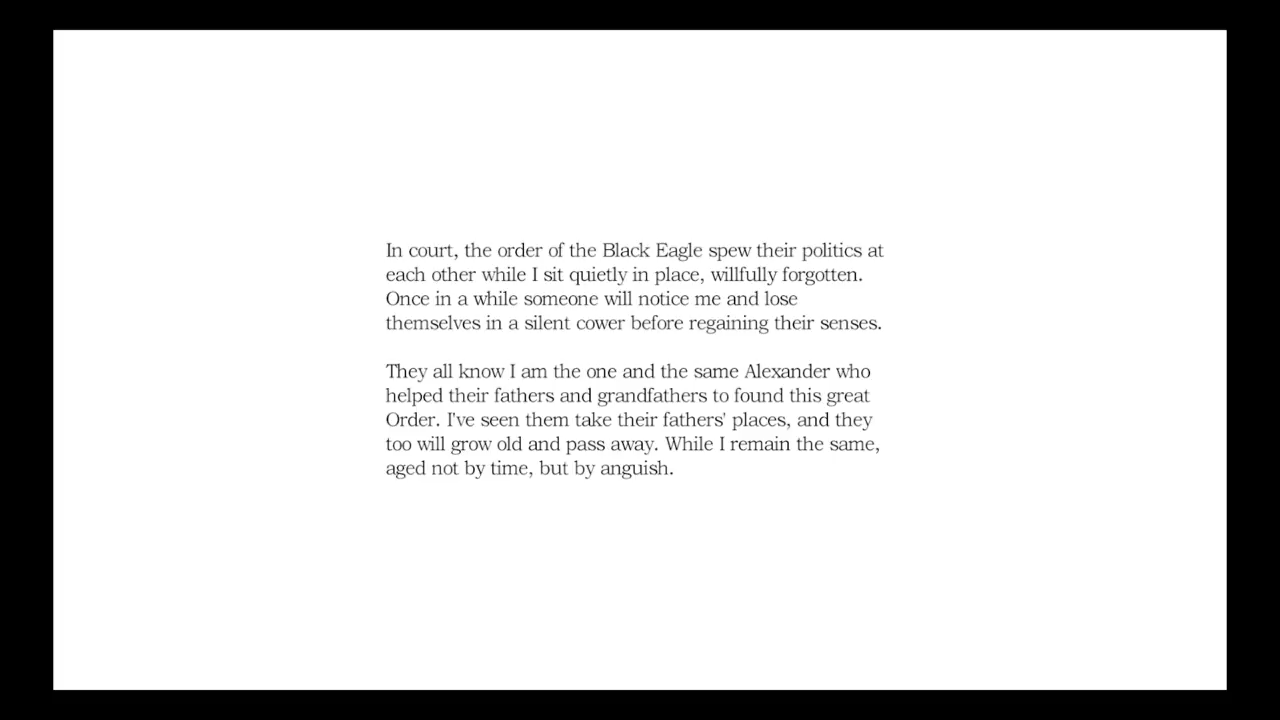 In court, the order of the Black Eagle spew their politics at
each other while I sit quietly in place, willfully forgotten.
Once in a while someone will notice me and lose
themselves in a silent cower before regaining their senses.
They all know I am the one and the same Alexander who
helped their fathers and grandfathers to found this great
Order. I've seen them take their fathers' places, and they
too will grow old and pass away. While I remain the same,
aged not by time, but by anguish.